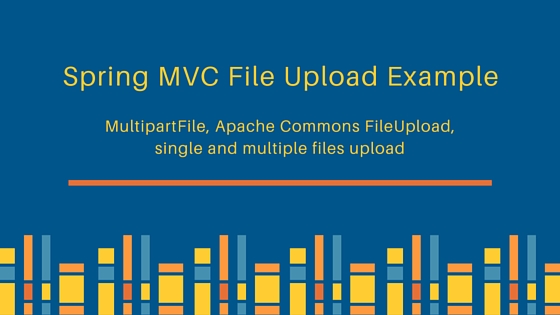 Spring MVC File Upload Example
MultipartFile, Apache Commons FileUpload,
single and multiple files upload